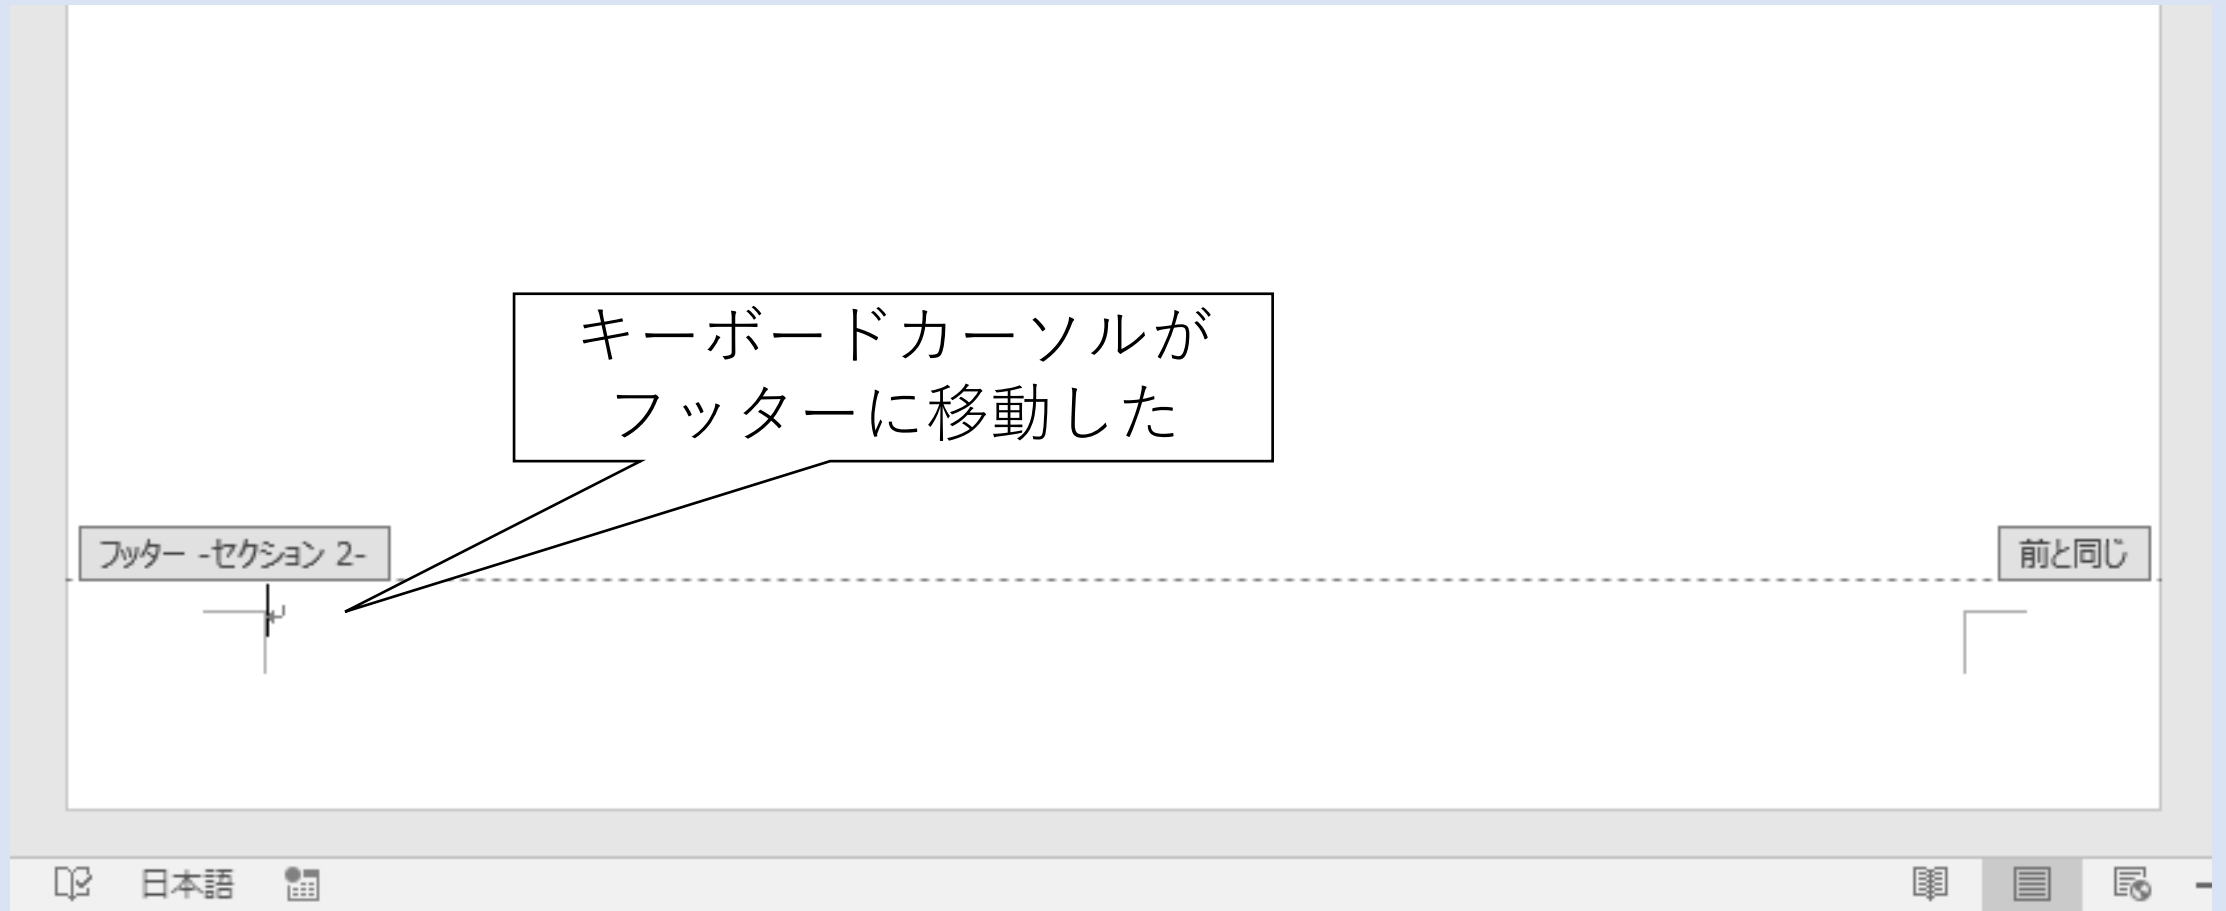 キーボードカーソルが
フッターに移動した
フッター -セクション 2-
前と同じ
日本語